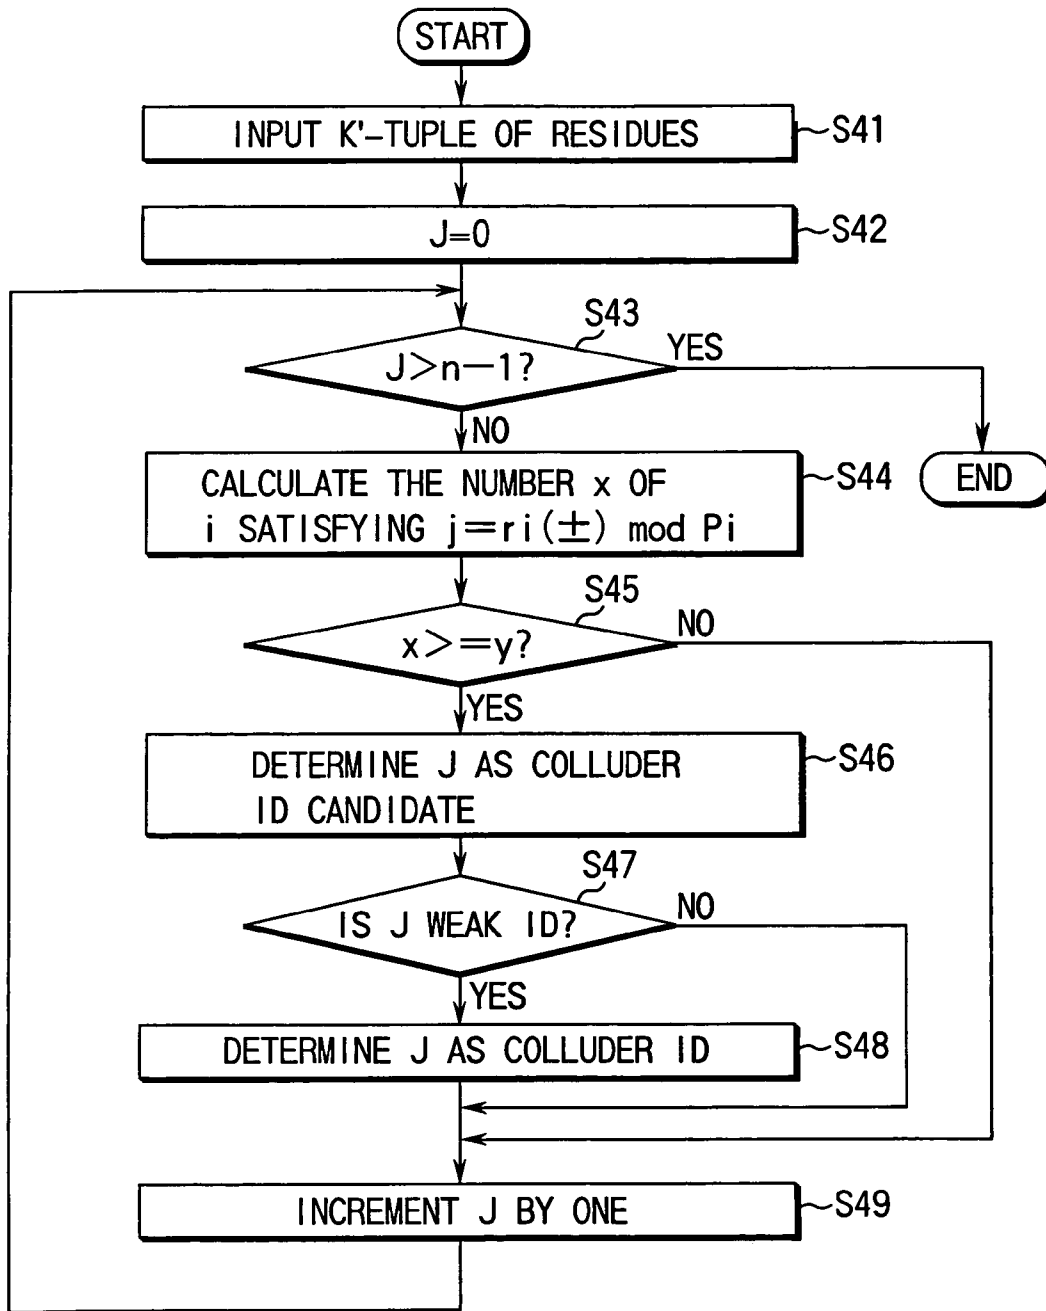 START
INPUT K'-TUPLE OF RESIDUES
S41
J=0
S42
S43
J>n-1?
YES
NO
CALCULATE THE NUMBER x OF
i SATISFYING j=ri(±) mod Pi
S44
END
S45
x>=y?
NO
YES
DETERMINE J AS COLLUDER
ID CANDIDATE
S46
S47
IS J WEAK ID?
NO
YES
DETERMINE J AS COLLUDER ID
S48
INCREMENT J BY ONE
S49